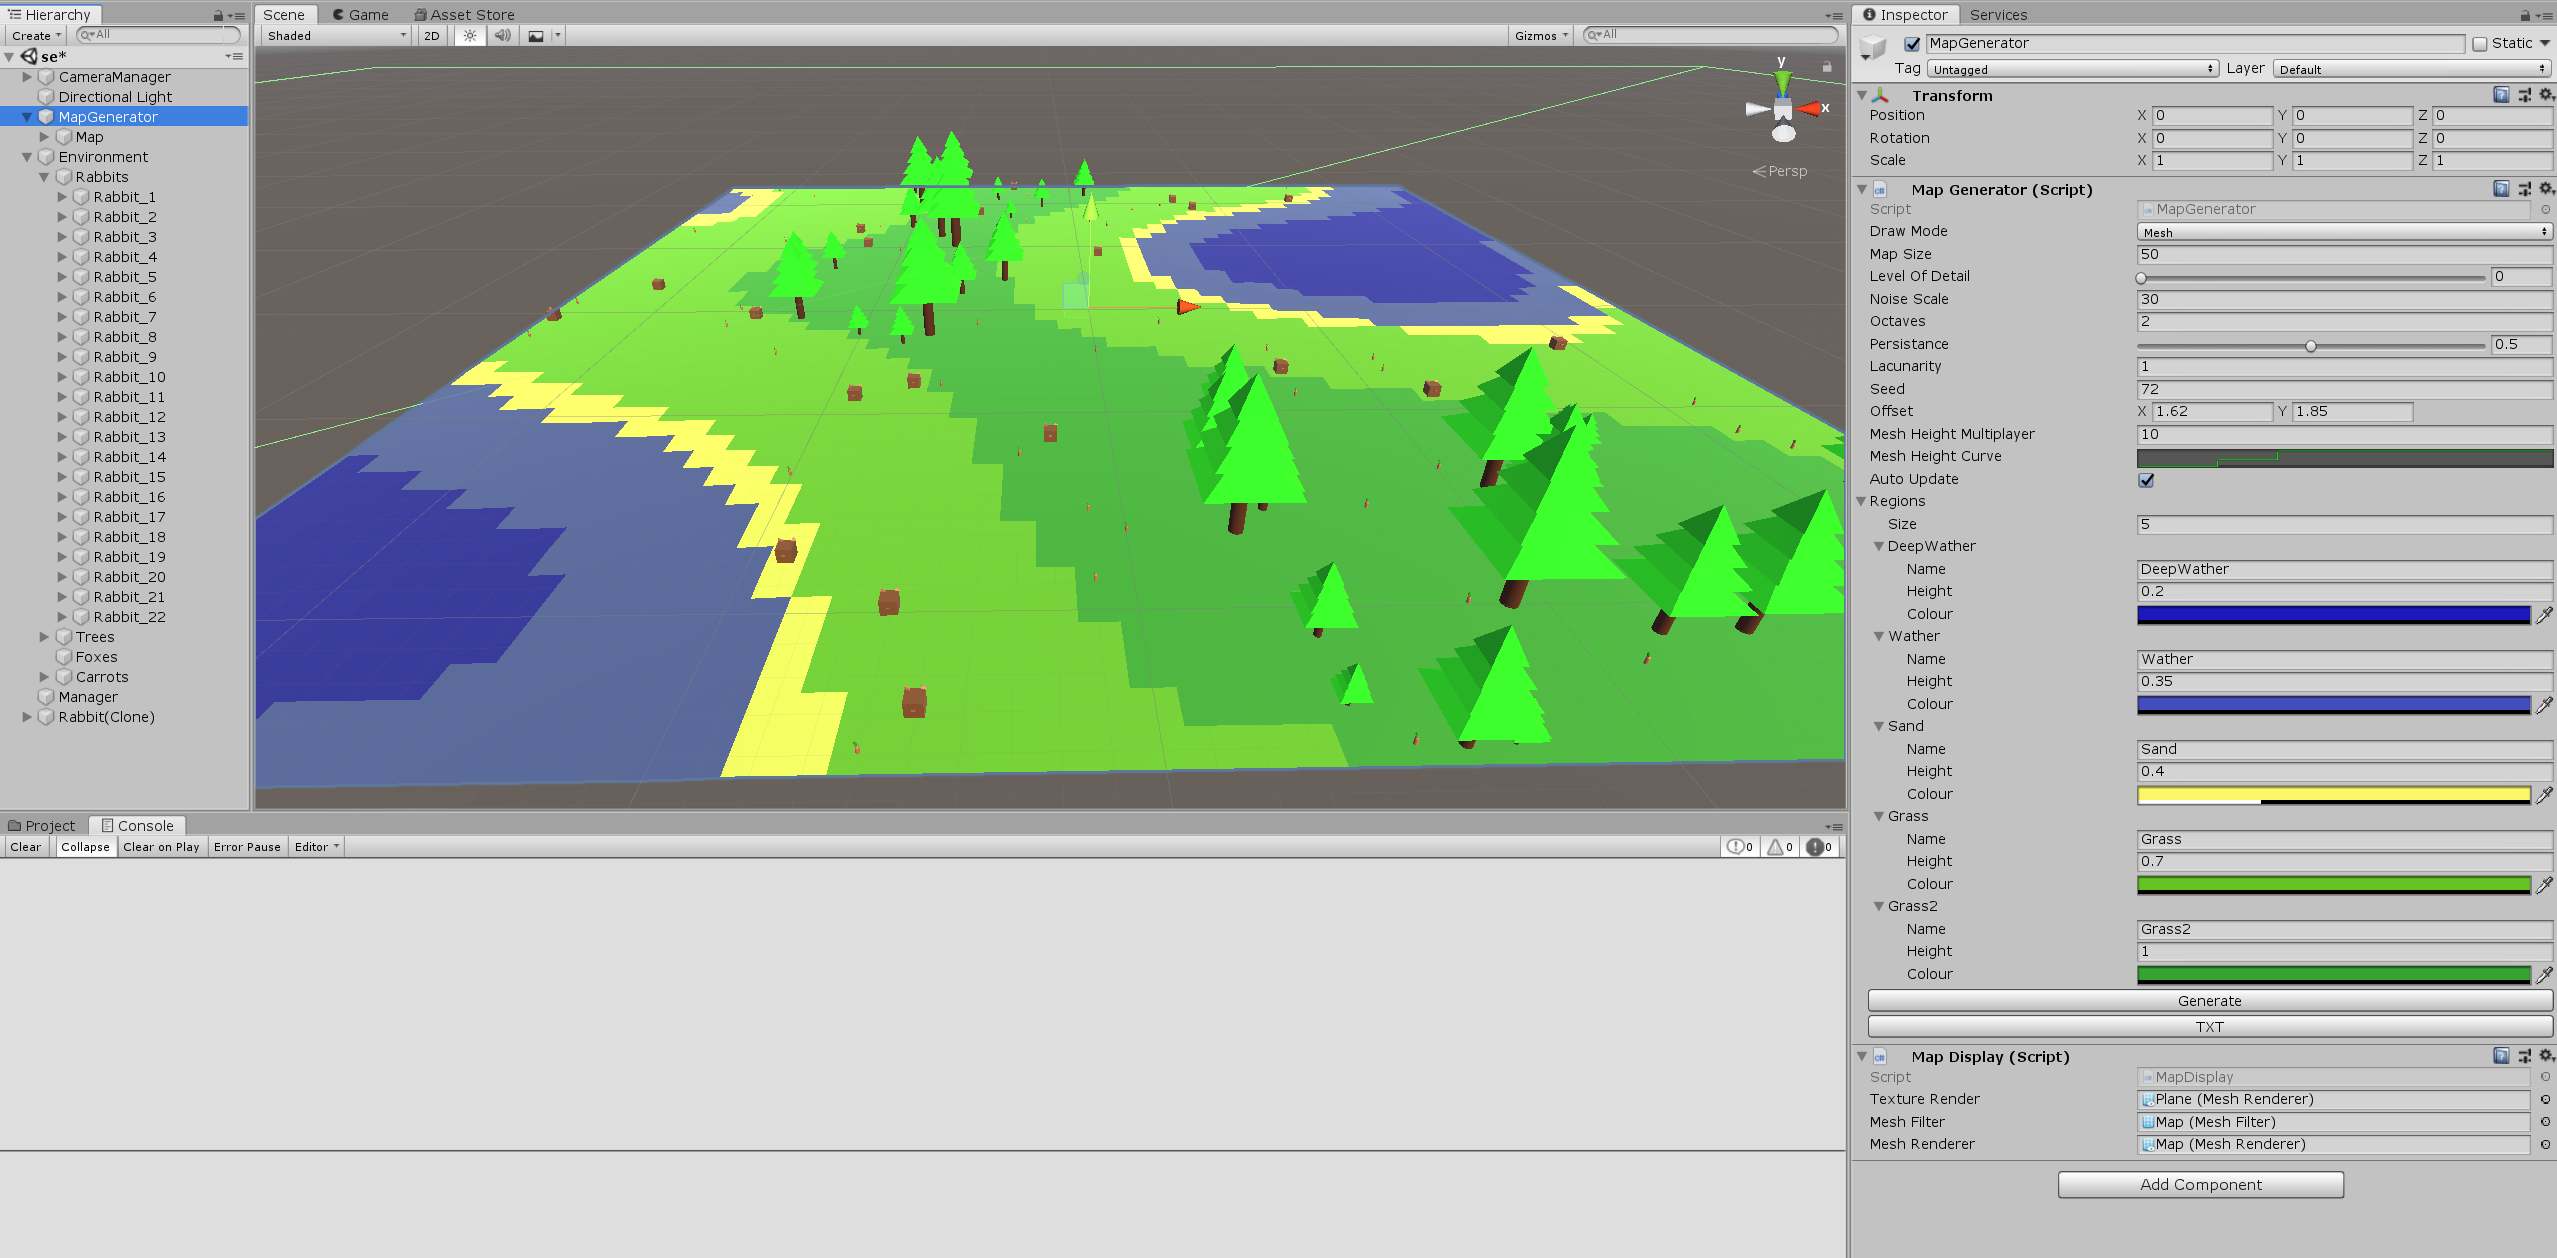 Hierarchy
Create All
se*
CameraManager
Directional Light
MapGenerator
Map
Environment
Rabbits
Rabbit_1
Rabbit_2
Rabbit_3
Rabbit_4
Rabbit_5
Rabbit_6
Rabbit_7
Rabbit_8
Rabbit_9
Rabbit_10
Rabbit_11
Rabbit_12
Rabbit_13
Rabbit_14
Rabbit_15
Rabbit_16
Rabbit_17
Rabbit_18
Rabbit_19
Rabbit_20
Rabbit_21
Rabbit_22
Trees
Foxes
Carrots
Manager
Rabbit(Clone)
Scene Game Asset Store
Shaded 2D Gizmos All
y
x
Persp
Project Console
Clear Collapse Clear on Play Error Pause Editor 0 0 0
Inspector Services
MapGenerator Static
Tag Untagged Layer Default
Transform
Position X 0 Y 0 Z 0
Rotation X 0 Y 0 Z 0
Scale X 1 Y 1 Z 1
Map Generator (Script)
Script MapGenerator
Draw Mode Mesh
Map Size 50
Level Of Detail 0
Noise Scale 30
Octaves 2
Persistance 0.5
Lacunarity 1
Seed 72
Offset X 1.62 Y 1.85
Mesh Height Multiplayer 10
Mesh Height Curve
Auto Update
Regions
Size 5
DeepWather
Name DeepWather
Height 0.2
Colour
Wather
Name Wather
Height 0.35
Colour
Sand
Name Sand
Height 0.4
Colour
Grass
Name Grass
Height 0.7
Colour
Grass2
Name Grass2
Height 1
Colour
Generate
TXT
Map Display (Script)
Script MapDisplay
Texture Render Plane (Mesh Renderer)
Mesh Filter Map (Mesh Filter)
Mesh Renderer Map (Mesh Renderer)
Add Component